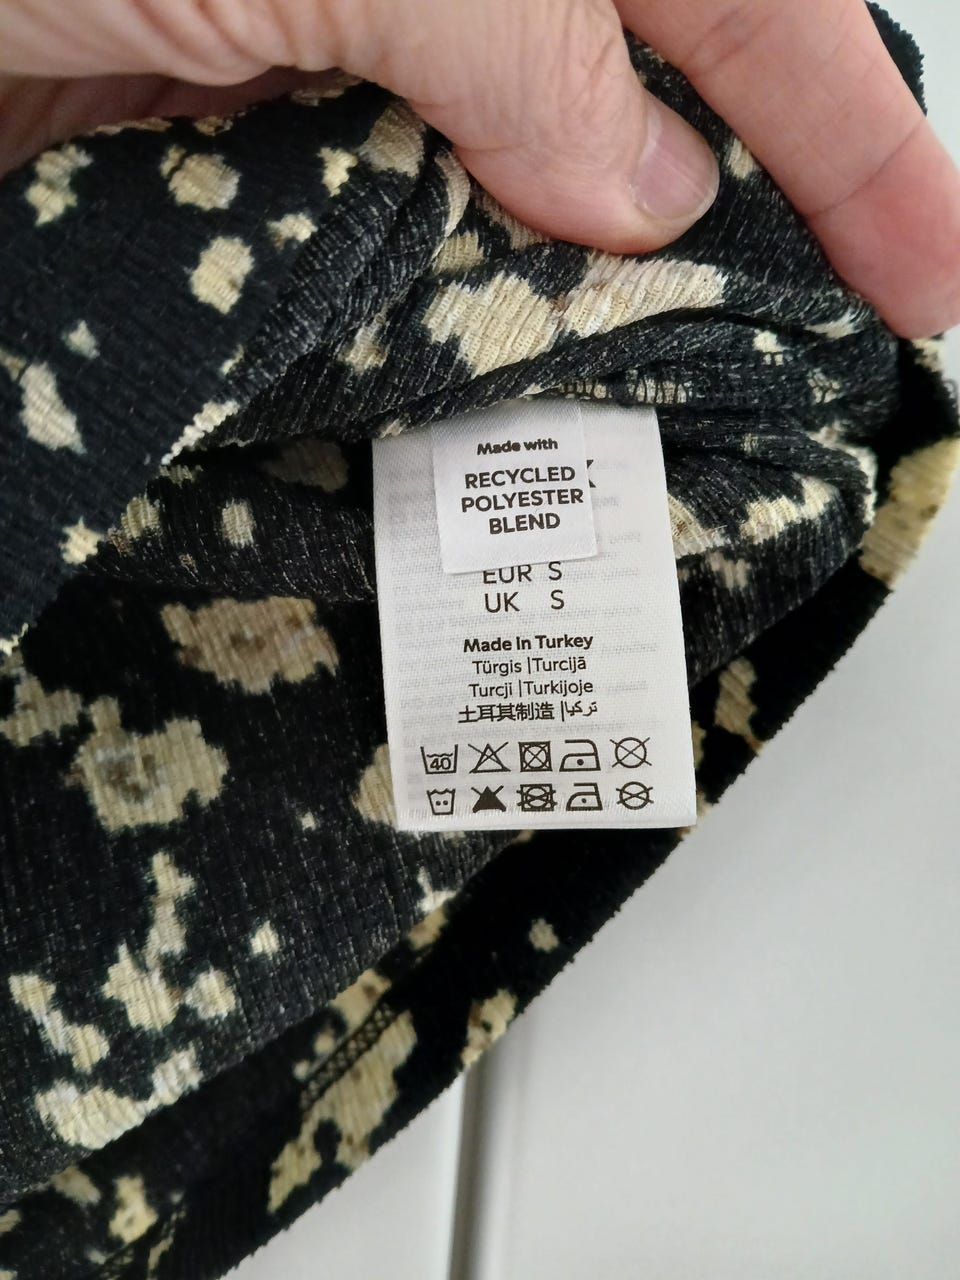 Made with
RECYCLED
POLYESTER
BLEND
EUR S
UK S
Made In Turkey
Türgis |Turcijā
Turcji |Turkijoje
土耳其制造 |تركيا
40